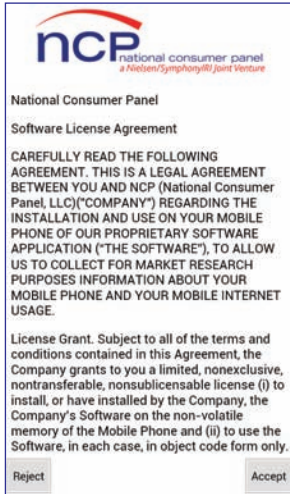 ncp
national consumer panel
a Nielsen/SymphonyIRI Joint Venture
National Consumer Panel
Software License Agreement
CAREFULLY READ THE FOLLOWING
AGREEMENT. THIS IS A LEGAL AGREEMENT
BETWEEN YOU AND NCP (National Consumer
Panel, LLC)("COMPANY") REGARDING THE
INSTALLATION AND USE ON YOUR MOBILE
PHONE OF OUR PROPRIETARY SOFTWARE
APPLICATION ("THE SOFTWARE"), TO ALLOW
US TO COLLECT FOR MARKET RESEARCH
PURPOSES INFORMATION ABOUT YOUR
MOBILE PHONE AND YOUR MOBILE INTERNET
USAGE.
License Grant. Subject to all of the terms and
conditions contained in this Agreement, the
Company grants to you a limited, nonexclusive,
nontransferable, nonsublicensable license (i) to
install, or have installed by the Company, the
Company's Software on the non-volatile
memory of the Mobile Phone and (ii) to use the
Software, in each case, in object code form only.
Reject Accept